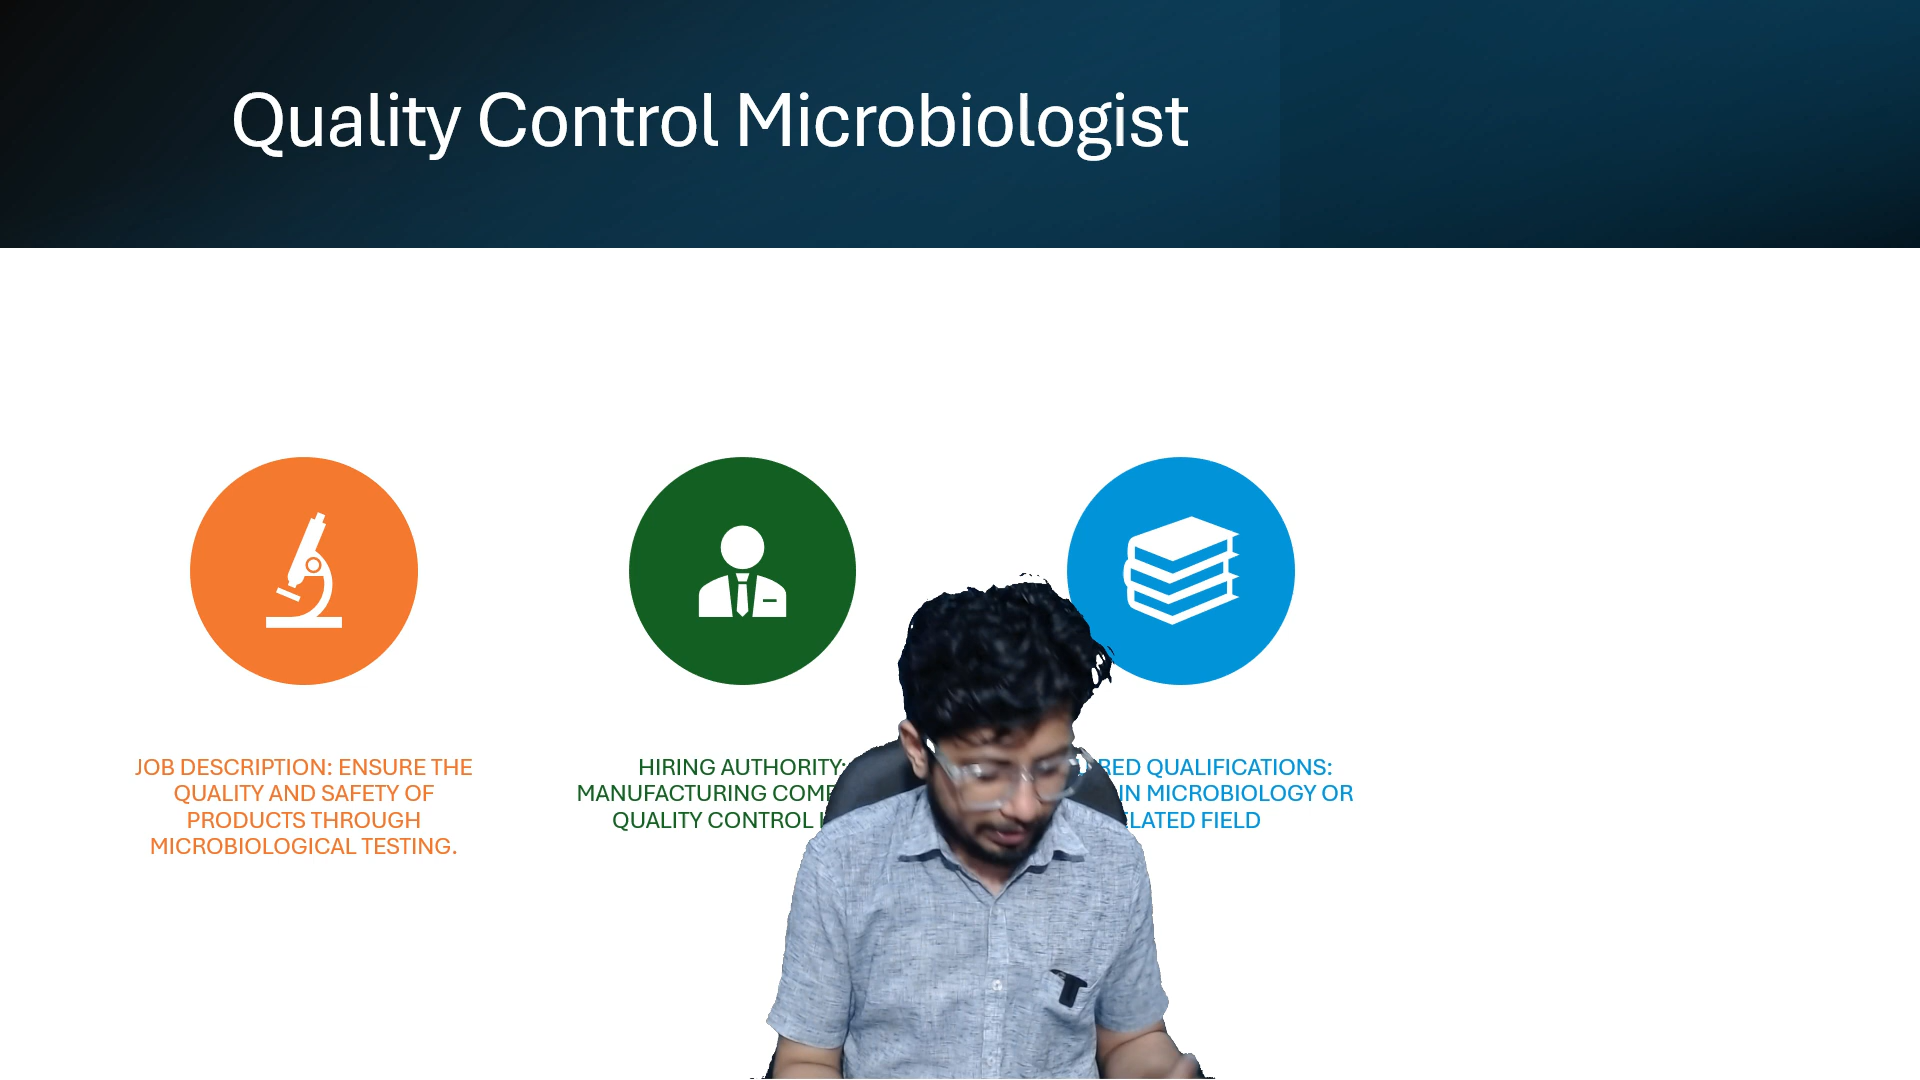 Quality Control Microbiologist
JOB DESCRIPTION: ENSURE THE
QUALITY AND SAFETY OF
PRODUCTS THROUGH
MICROBIOLOGICAL TESTING.
HIRING AUTHORITY:
MANUFACTURING
QUALITY CONTROL
QUALIFICATIONS:
IN MICROBIOLOGY OR
FIELD